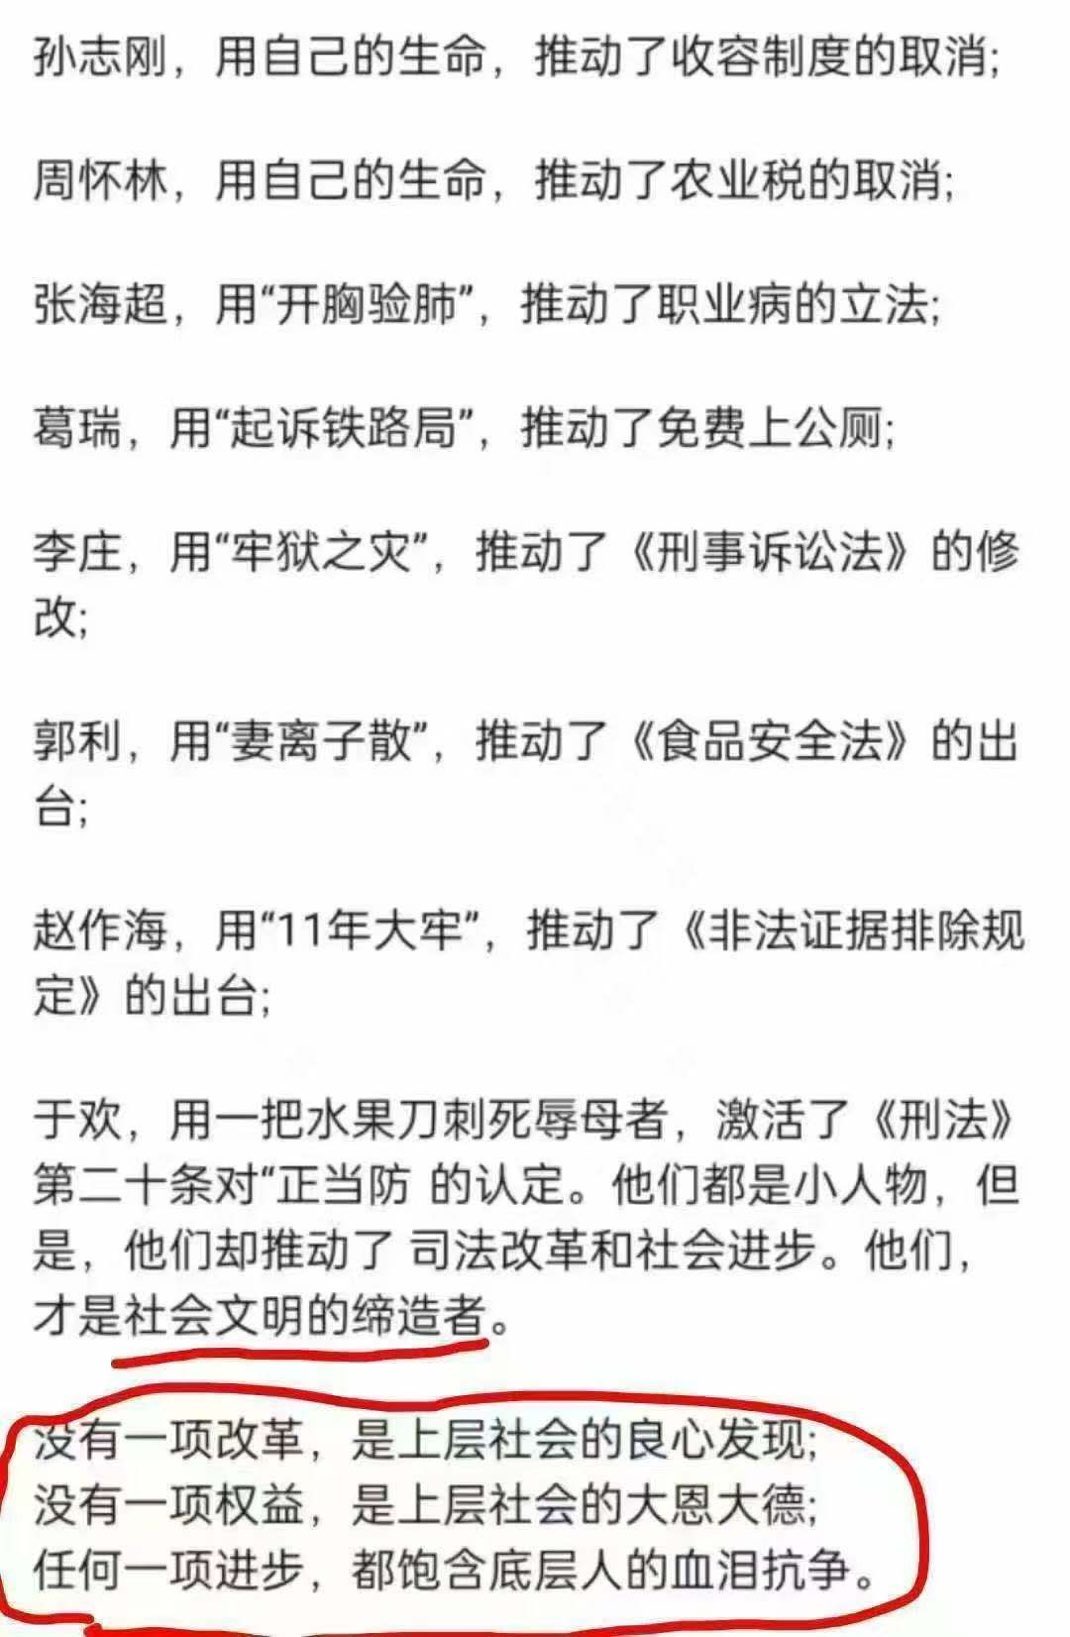 孙志刚，用自己的生命，推动了收容制度的取消;
周怀林，用自己的生命，推动了农业税的取消;
张海超，用“开胸验肺”，推动了职业病的立法;
葛瑞，用“起诉铁路局”，推动了免费上公厕;
李庄，用“牢狱之灾”，推动了《刑事诉讼法》的修
改;
郭利，用“妻离子散”，推动了《食品安全法》的出
台;
赵作海，用“11年大牢”，推动了《非法证据排除规
定》的出台;
于欢，用一把水果刀刺死辱母者，激活了《刑法》
第二十条对“正当防 的认定。他们都是小人物，但
是，他们却推动了 司法改革和社会进步。他们，
才是社会文明的缔造者。
没有一项改革，是上层社会的良心发现;
没有一项权益，是上层社会的大恩大德;
任何一项进步，都饱含底层人的血泪抗争。